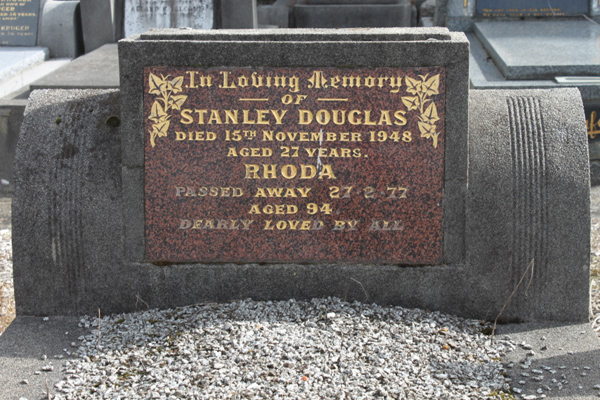 In Loving Memory
OF
STANLEY DOUGLAS
DIED 15TH NOVEMBER 1948
AGED 27 YEARS.
RHODA
PASSED AWAY 27·2·77
AGED 94
DEARLY LOVED BY ALL